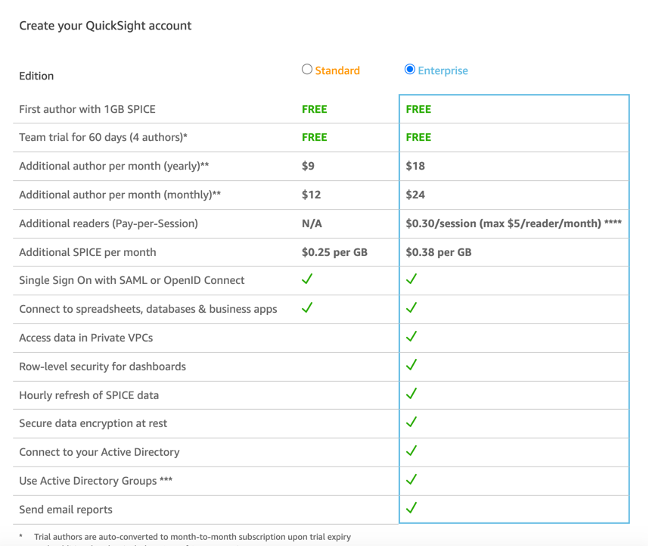 Create your QuickSight account
Edition Standard Enterprise
First author with 1GB SPICE FREE FREE
Team trial for 60 days (4 authors)* FREE FREE
Additional author per month (yearly)** $9 $18
Additional author per month (monthly)** $12 $24
Additional readers (Pay-per-Session) N/A $0.30/session (max $5/reader/month) ****
Additional SPICE per month $0.25 per GB $0.38 per GB
Single Sign On with SAML or OpenID Connect ✓ ✓
Connect to spreadsheets, databases & business apps ✓ ✓
Access data in Private VPCs ✓
Row-level security for dashboards ✓
Hourly refresh of SPICE data ✓
Secure data encryption at rest ✓
Connect to your Active Directory ✓
Use Active Directory Groups *** ✓
Send email reports ✓
* Trial authors are auto-converted to month-to-month subscription upon trial expiry